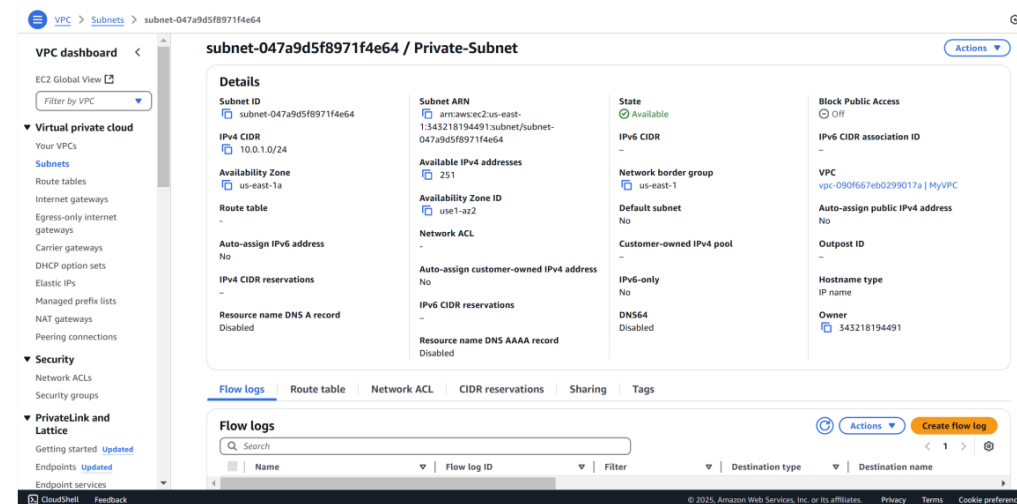 VPC > Subnets > subnet-047a9d5f8971f4e64
VPC dashboard
EC2 Global View
Filter by VPC
Virtual private cloud
Your VPCs
Subnets
Route tables
Internet gateways
Egress-only internet
gateways
Carrier gateways
DHCP option sets
Elastic IPs
Managed prefix lists
NAT gateways
Peering connections
Security
Network ACLs
Security groups
PrivateLink and
Lattice
Getting started Updated
Endpoints Updated
Endpoint services
subnet-047a9d5f8971f4e64 / Private-Subnet
Actions
Details
Subnet ID
subnet-047a9d5f8971f4e64
IPv4 CIDR
10.0.1.0/24
Availability Zone
us-east-1a
Route table
-
Auto-assign IPv6 address
No
IPv4 CIDR reservations
–
Resource name DNS A record
Disabled
Subnet ARN
arn:aws:ec2:us-east-
1:343218194491:subnet/subnet-
047a9d5f8971f4e64
Available IPv4 addresses
251
Availability Zone ID
use1-az2
Network ACL
-
Auto-assign customer-owned IPv4 address
No
IPv6 CIDR reservations
–
Resource name DNS AAAA record
Disabled
State
Available
IPv6 CIDR
–
Network border group
us-east-1
Default subnet
No
Customer-owned IPv4 pool
–
IPv6-only
No
DNS64
Disabled
Block Public Access
Off
IPv6 CIDR association ID
–
VPC
vpc-090f667eb0299017a | MyVPC
Auto-assign public IPv4 address
No
Outpost ID
–
Hostname type
IP name
Owner
343218194491
Flow logs Route table Network ACL CIDR reservations Sharing Tags
Flow logs
Actions
Create flow log
Search
< 1 >
Name Flow log ID Filter Destination type Destination name
CloudShell Feedback
© 2025, Amazon Web Services, Inc. or its affiliates. Privacy Terms Cookie preferenc